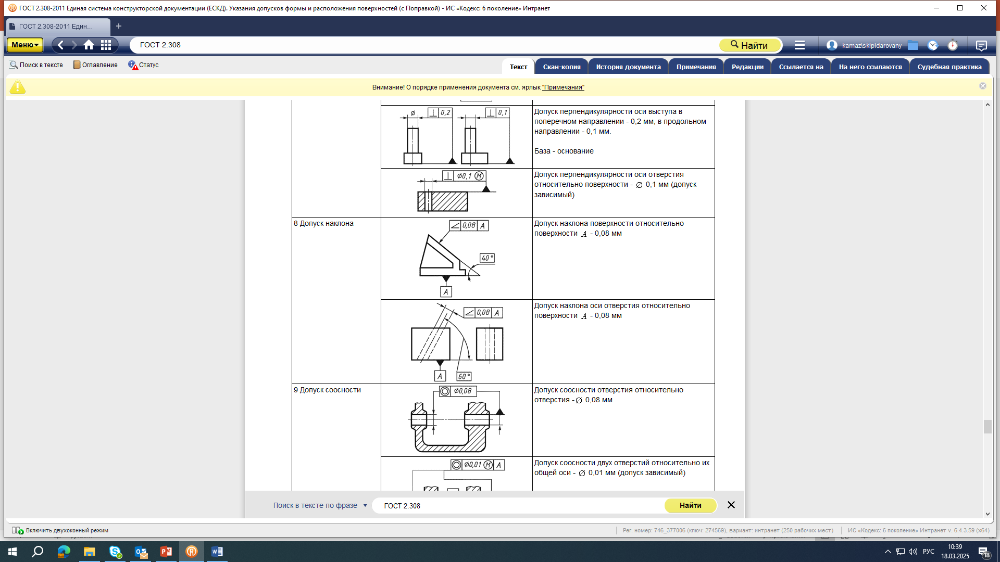 ГОСТ 2.308-2011 Единая система конструкторской документации (ЕСКД). Указания допусков формы и расположения поверхностей (с Поправкой) - ИС «Кодекс: 6 поколение» Интранет
ГОСТ 2.308-2011 Един...
Меню
ГОСТ 2.308
Найти
kamaz\skipidarovany
Поиск в тексте
Оглавление
Статус
Текст
Скан-копия
История документа
Примечания
Редакции
Ссылается на
На него ссылаются
Судебная практика
Внимание! О порядке применения документа см. ярлык "Примечания"
⌀ ⊥ 0,2 ⊥ 0,1
Допуск перпендикулярности оси выступа в
поперечном направлении - 0,2 мм, в продольном
направлении - 0,1 мм.
База - основание
⊥ ⌀0,1 Ⓜ
Допуск перпендикулярности оси отверстия
относительно поверхности - ⌀ 0,1 мм (допуск
зависимый)
8 Допуск наклона
∠ 0,08 A
40°
A
Допуск наклона поверхности относительно
поверхности A - 0,08 мм
∠ 0,08 A
A
60°
Допуск наклона оси отверстия относительно
поверхности A - 0,08 мм
9 Допуск соосности
◎ ⌀0,08
Допуск соосности отверстия относительно
отверстия - ⌀ 0,08 мм
◎ ⌀0,01 Ⓜ A
Допуск соосности двух отверстий относительно их
общей оси - ⌀ 0,01 мм (допуск зависимый)
Поиск в тексте по фразе
ГОСТ 2.308
Найти
Включить двухоконный режим
Рег. номер: 746_377006 (ключ: 274569), вариант: интранет (250 рабочих мест)
ИС «Кодекс: 6 поколение» Интранет v. 6.4.3.59 (x64)
РУС
10:39
18.03.2025
18